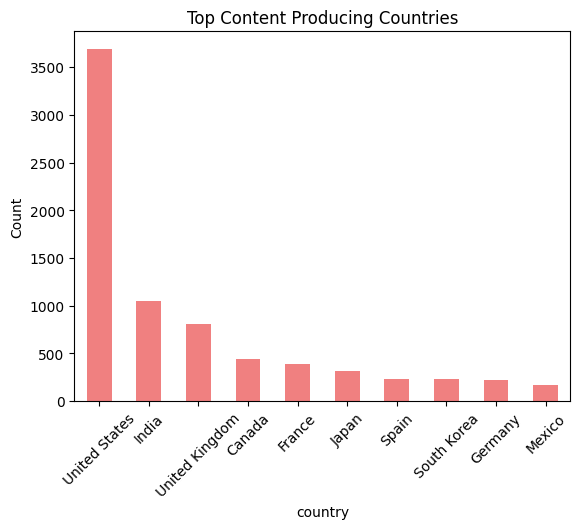 Top Content Producing Countries
3500
3000
2500
2000
1500
1000
500
0
Count
United States
India
United Kingdom
Canada
France
Japan
Spain
South Korea
Germany
Mexico
country